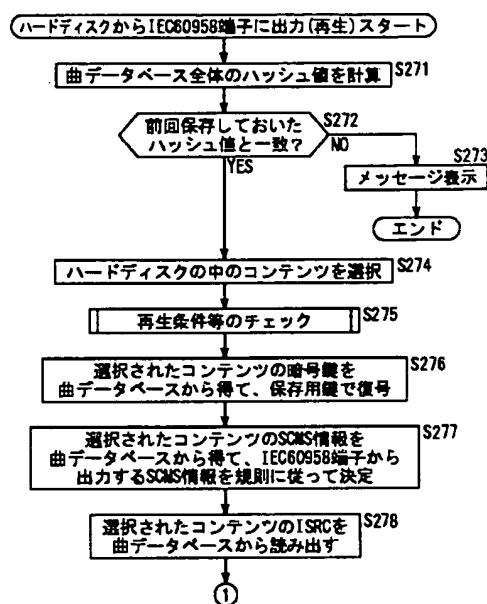 ハードディスクからIEC60958端子に出力(再生)スタート
S271
曲データベース全体のハッシュ値を計算
S272
前回保存しておいた
ハッシュ値と一致?
NO
YES
S273
メッセージ表示
エンド
S274
ハードディスクの中のコンテンツを選択
S275
再生条件等のチェック
S276
選択されたコンテンツの暗号鍵を
曲データベースから得て、保存用鍵で復号
S277
選択されたコンテンツのSCMS情報を
曲データベースから得て、IEC60958端子から
出力するSCMS情報を規則に従って決定
S278
選択されたコンテンツのISRCを
曲データベースから読み出す
1